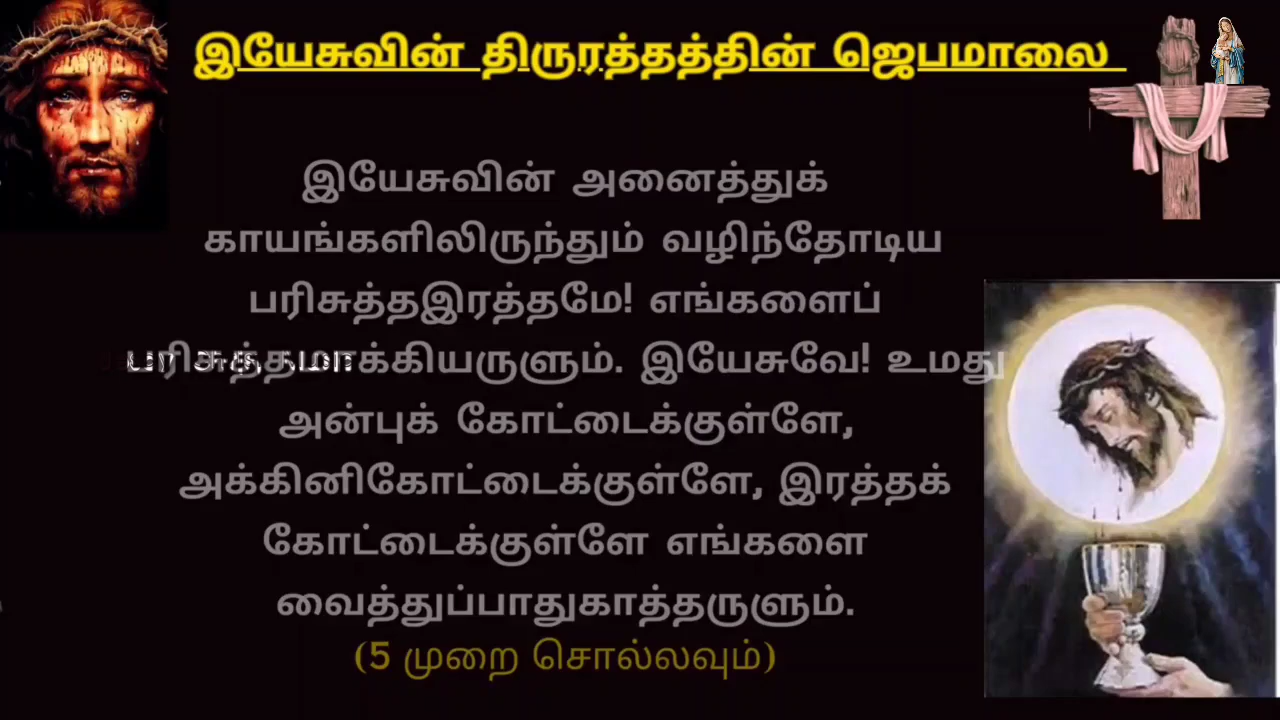 இயேசுவின் திருரத்தத்தின் ஜெபமாலை
இயேசுவின் அனைத்துக்
காயங்களிலிருந்தும் வழிந்தோடிய
பரிசுத்தஇரத்தமே! எங்களைப்
பரிசுத்தமாக்கியருளும். இயேசுவே! உமது
அன்புக் கோட்டைக்குள்ளே,
அக்கினிகோட்டைக்குள்ளே, இரத்தக்
கோட்டைக்குள்ளே எங்களை
வைத்துப்பாதுகாத்தருளும்.
(5 முறை சொல்லவும்)